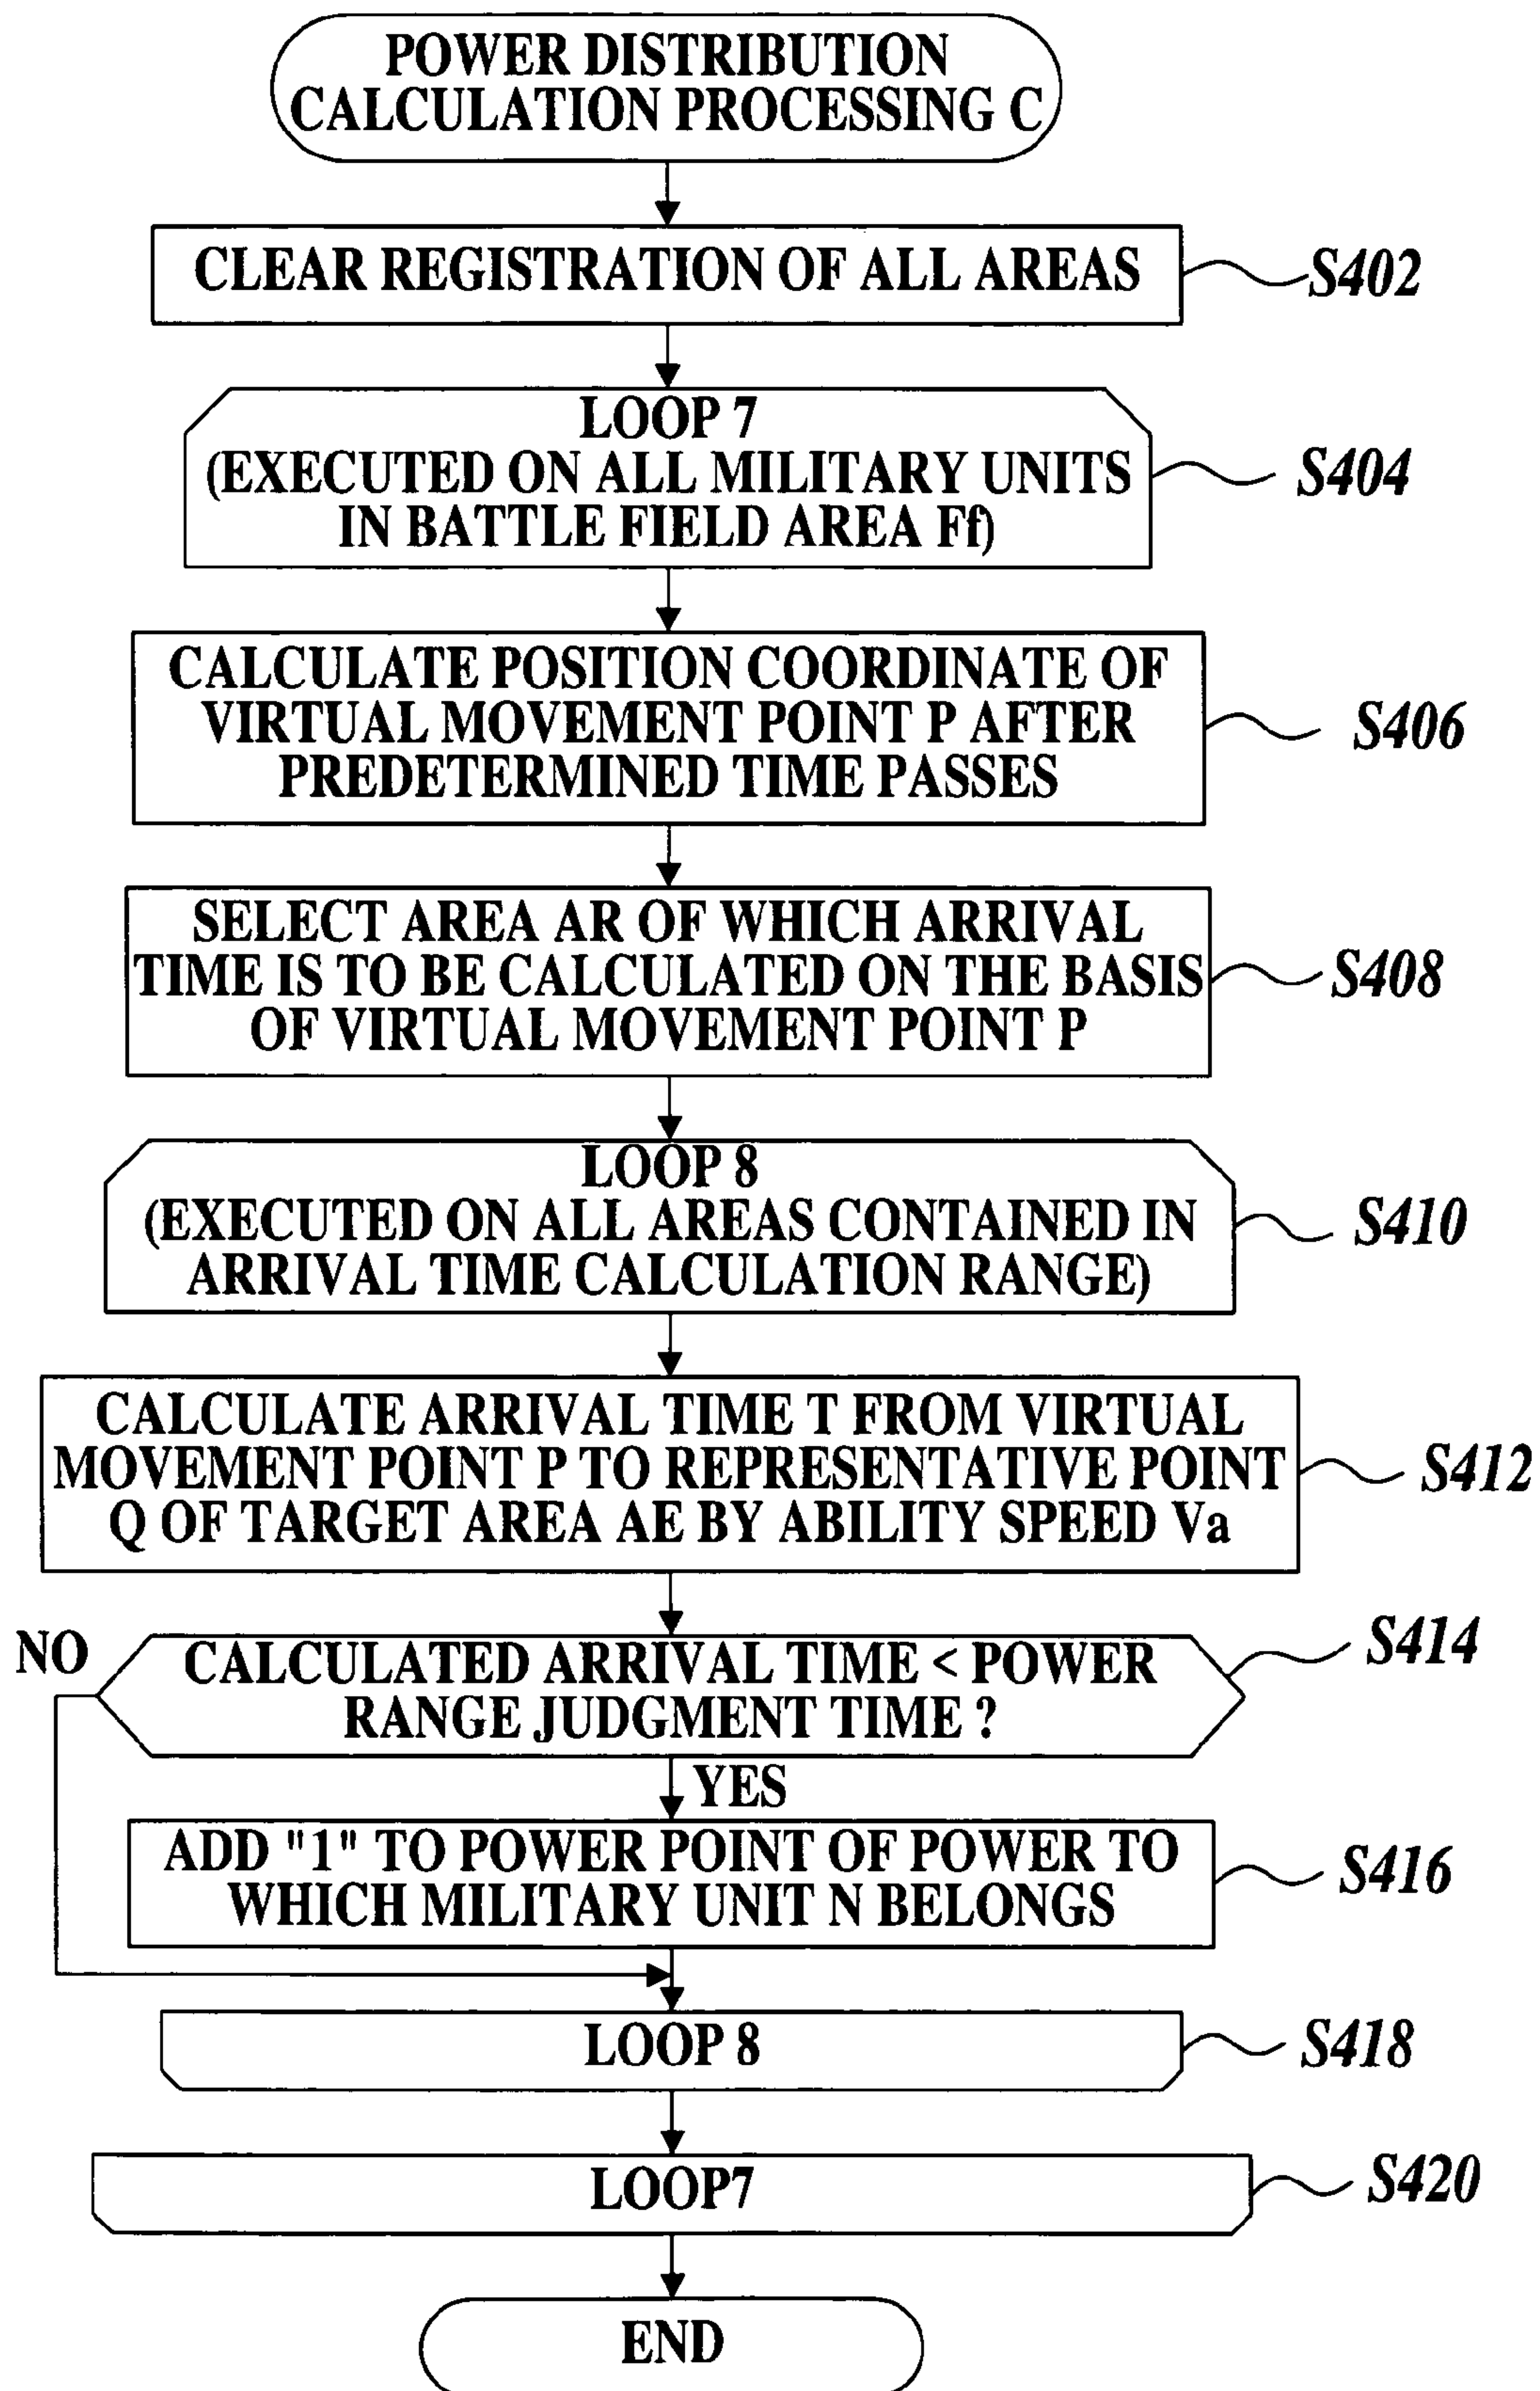 POWER DISTRIBUTION
CALCULATION PROCESSING C
CLEAR REGISTRATION OF ALL AREAS
S402
LOOP 7
(EXECUTED ON ALL MILITARY UNITS
IN BATTLE FIELD AREA Ff)
S404
CALCULATE POSITION COORDINATE OF
VIRTUAL MOVEMENT POINT P AFTER
PREDETERMINED TIME PASSES
S406
SELECT AREA AR OF WHICH ARRIVAL
TIME IS TO BE CALCULATED ON THE BASIS
OF VIRTUAL MOVEMENT POINT P
S408
LOOP 8
(EXECUTED ON ALL AREAS CONTAINED IN
ARRIVAL TIME CALCULATION RANGE)
S410
CALCULATE ARRIVAL TIME T FROM VIRTUAL
MOVEMENT POINT P TO REPRESENTATIVE POINT
Q OF TARGET AREA AE BY ABILITY SPEED Va
S412
NO
CALCULATED ARRIVAL TIME < POWER
RANGE JUDGMENT TIME ?
S414
YES
ADD "1" TO POWER POINT OF POWER TO
WHICH MILITARY UNIT N BELONGS
S416
LOOP 8
S418
LOOP7
S420
END